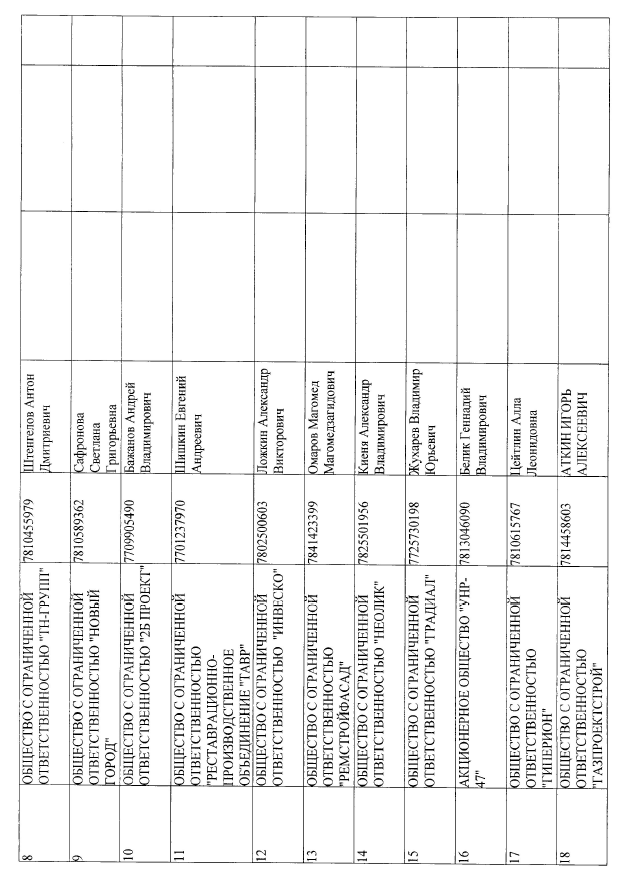 8
ОБЩЕСТВО С ОГРАНИЧЕННОЙ
ОТВЕТСТВЕННОСТЬЮ "ТН-ГРУПП"
7810455979
Штенгелов Антон
Дмитриевич
9
ОБЩЕСТВО С ОГРАНИЧЕННОЙ
ОТВЕТСТВЕННОСТЬЮ "НОВЫЙ
ГОРОД"
7810589362
Сафронова
Светлана
Григорьевна
10
ОБЩЕСТВО С ОГРАНИЧЕННОЙ
ОТВЕТСТВЕННОСТЬЮ "2Б ПРОЕКТ"
7709905490
Бажанов Андрей
Владимирович
11
ОБЩЕСТВО С ОГРАНИЧЕННОЙ
ОТВЕТСТВЕННОСТЬЮ
"РЕСТАВРАЦИОННО-
ПРОИЗВОДСТВЕННОЕ
ОБЪЕДИНЕНИЕ "ТАВР"
7701237970
Шишкин Евгений
Андреевич
12
ОБЩЕСТВО С ОГРАНИЧЕННОЙ
ОТВЕТСТВЕННОСТЬЮ "ИНВЕСКО"
7802500603
Ложкин Александр
Викторович
13
ОБЩЕСТВО С ОГРАНИЧЕННОЙ
ОТВЕТСТВЕННОСТЬЮ
"РЕМСТРОЙФАСАД"
7841423399
Омаров Магомед
Магомедзагидович
14
ОБЩЕСТВО С ОГРАНИЧЕННОЙ
ОТВЕТСТВЕННОСТЬЮ "НЕОЛИК"
7825501956
Киеня Александр
Владимирович
15
ОБЩЕСТВО С ОГРАНИЧЕННОЙ
ОТВЕТСТВЕННОСТЬЮ "ГРАДИАЛ"
7725730198
Жухарев Владимир
Юрьевич
16
АКЦИОНЕРНОЕ ОБЩЕСТВО "УНР-
47"
7813046090
Белик Геннадий
Владимирович
17
ОБЩЕСТВО С ОГРАНИЧЕННОЙ
ОТВЕТСТВЕННОСТЬЮ
"ГИПЕРИОН"
7810615767
Цейтлин Алла
Леонидовна
18
ОБЩЕСТВО С ОГРАНИЧЕННОЙ
ОТВЕТСТВЕННОСТЬЮ
"ГАЗПРОЕКТСТРОЙ"
7814458603
АТКИН ИГОРЬ
АЛЕКСЕЕВИЧ